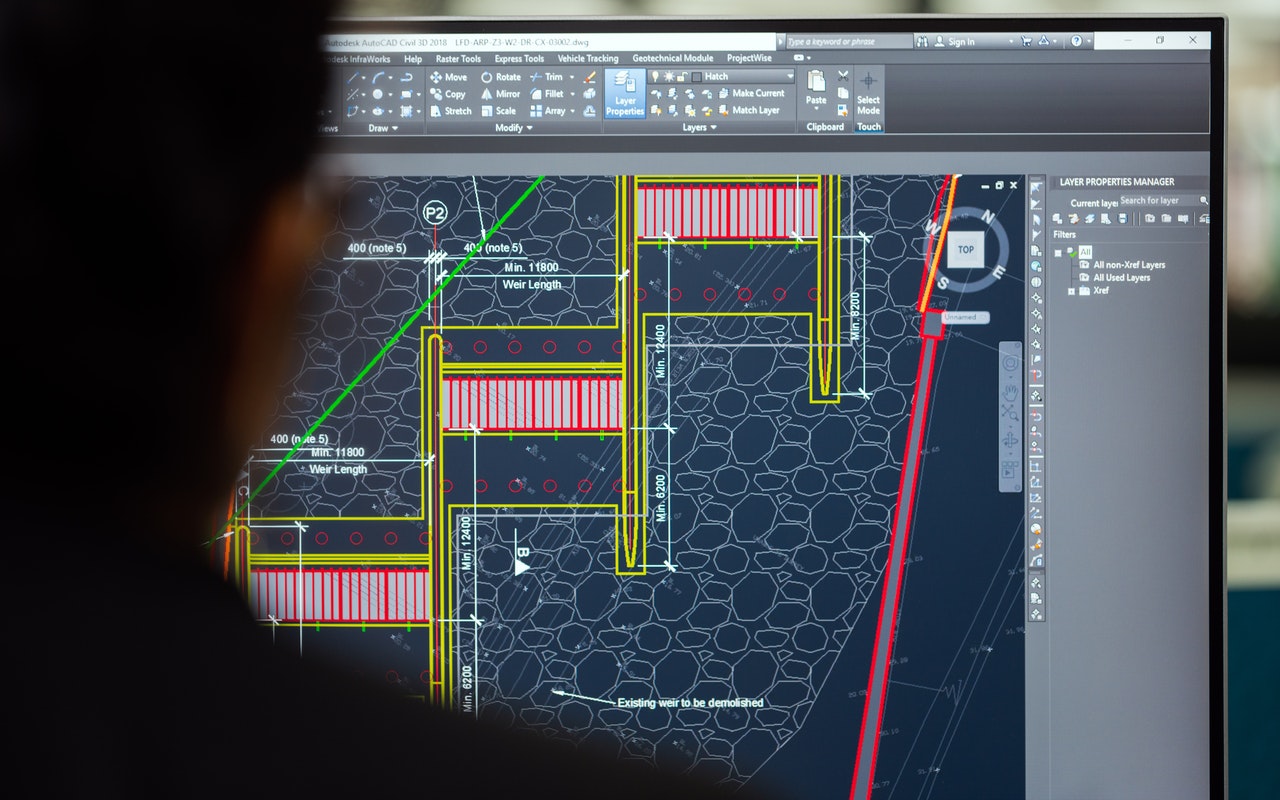 Autodesk AutoCAD Civil 3D 2018 LFD-ARP-Z3-W2-DR-CX-03002.dwg
Type a keyword or phrase
Sign In
?
desk InfraWorks Help Raster Tools Express Tools Vehicle Tracking Geotechnical Module ProjectWise
Move Rotate Trim
Copy Mirror Fillet
Stretch Scale Array
Layer
Properties
Hatch
Make Current
Match Layer
Paste
Select
Mode
iews Draw Modify Layers Clipboard Touch
LAYER PROPERTIES MANAGER
Current laye
Search for layer
Filters
All
All non-Xref Layers
All Used Layers
Xref
N
W
TOP
E
S
Unnamed
P2
400 (note 5)
400 (note 5)
Min. 11800
Weir Length
Min. 8200
Min. 12400
400 (note 5)
Min. 11800
Weir Length
C
Min. 6200
Min. 12400
B
Min. 6200
Existing weir to be demolished